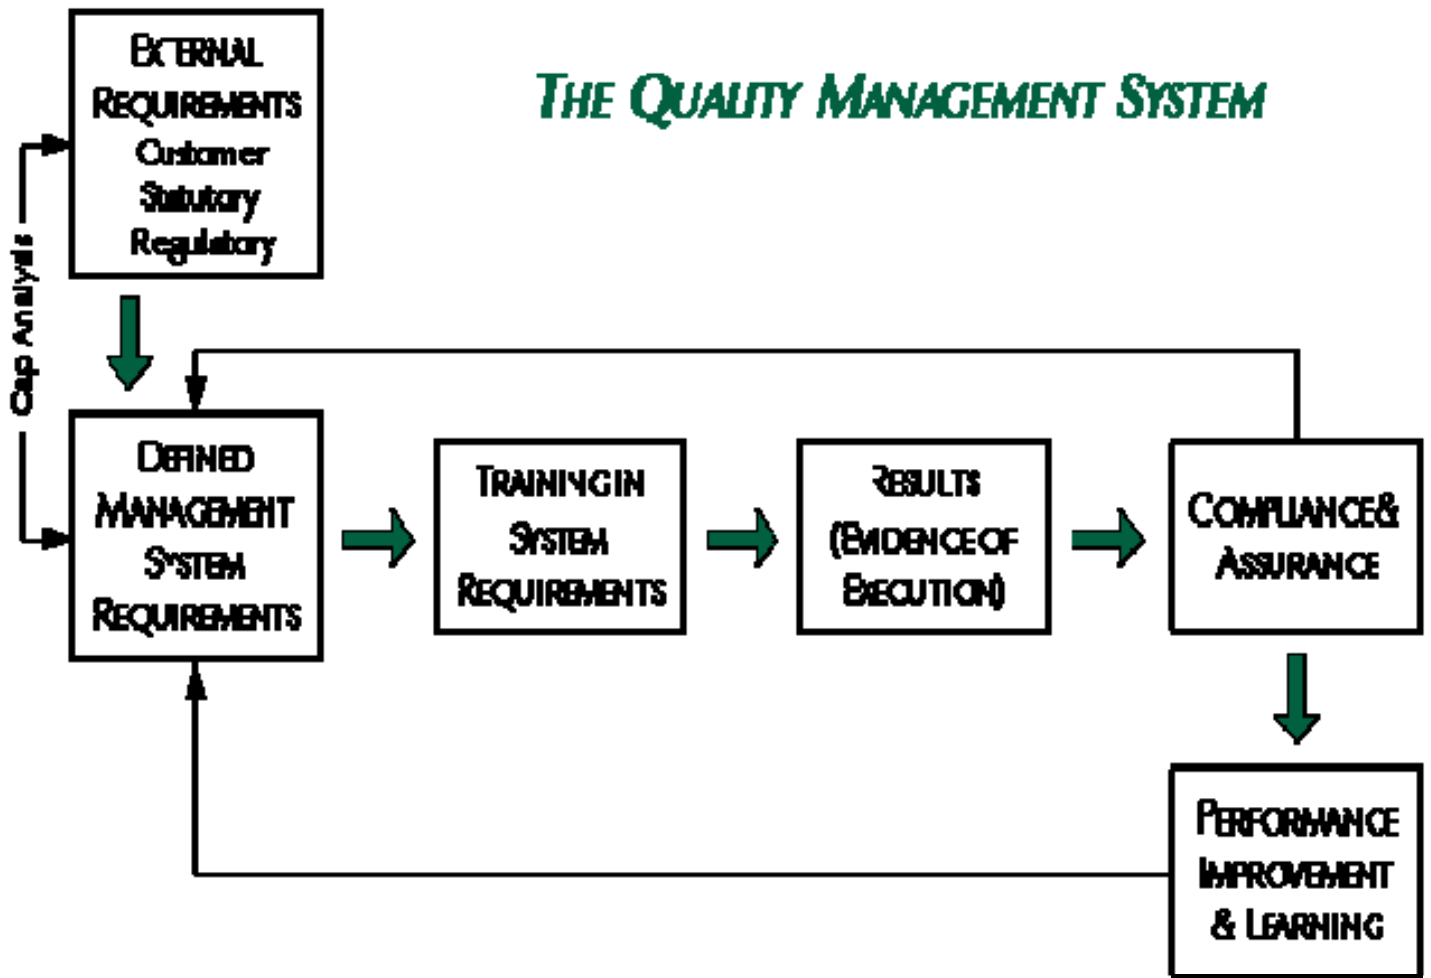 EXTERNAL
REQUIREMENTS
Customer
Statutory
Regulatory
THE QUALITY MANAGEMENT SYSTEM
Gap Analysis
DEFINED
MANAGEMENT
SYSTEM
REQUIREMENTS
TRAINING IN
SYSTEM
REQUIREMENTS
RESULTS
(EVIDENCE OF
EXECUTION)
COMPLIANCE &
ASSURANCE
PERFORMANCE
IMPROVEMENT
& LEARNING